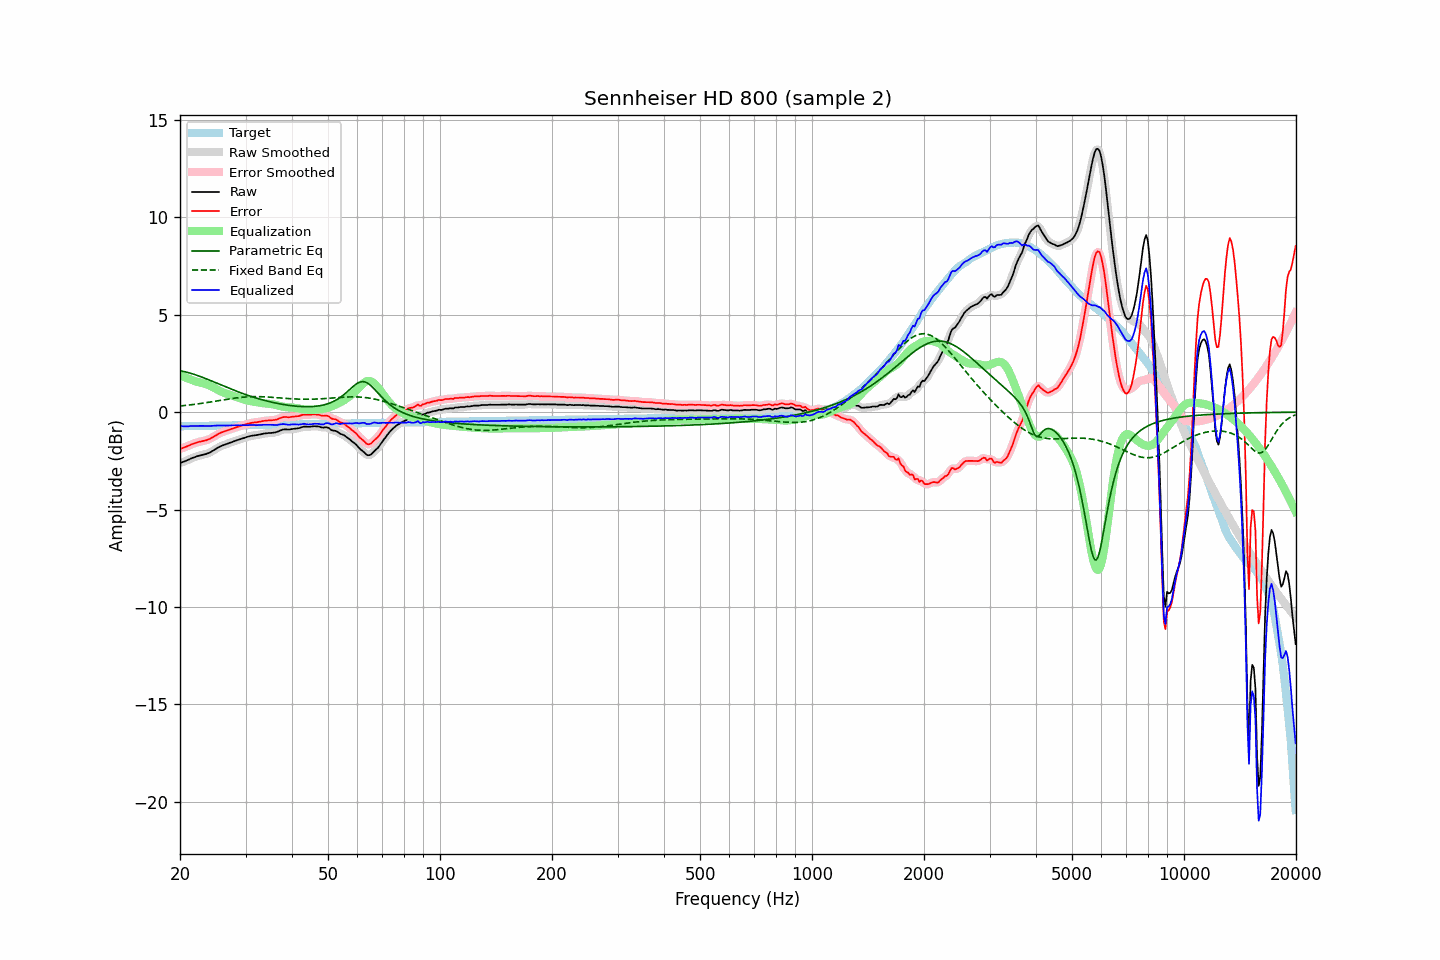 Sennheiser HD 800 (sample 2)
Target
Raw Smoothed
Error Smoothed
Raw
Error
Equalization
Parametric Eq
Fixed Band Eq
Equalized
Amplitude (dBr)
15
10
5
0
−5
−10
−15
−20
20 50 100 200 500 1000 2000 5000 10000 20000
Frequency (Hz)